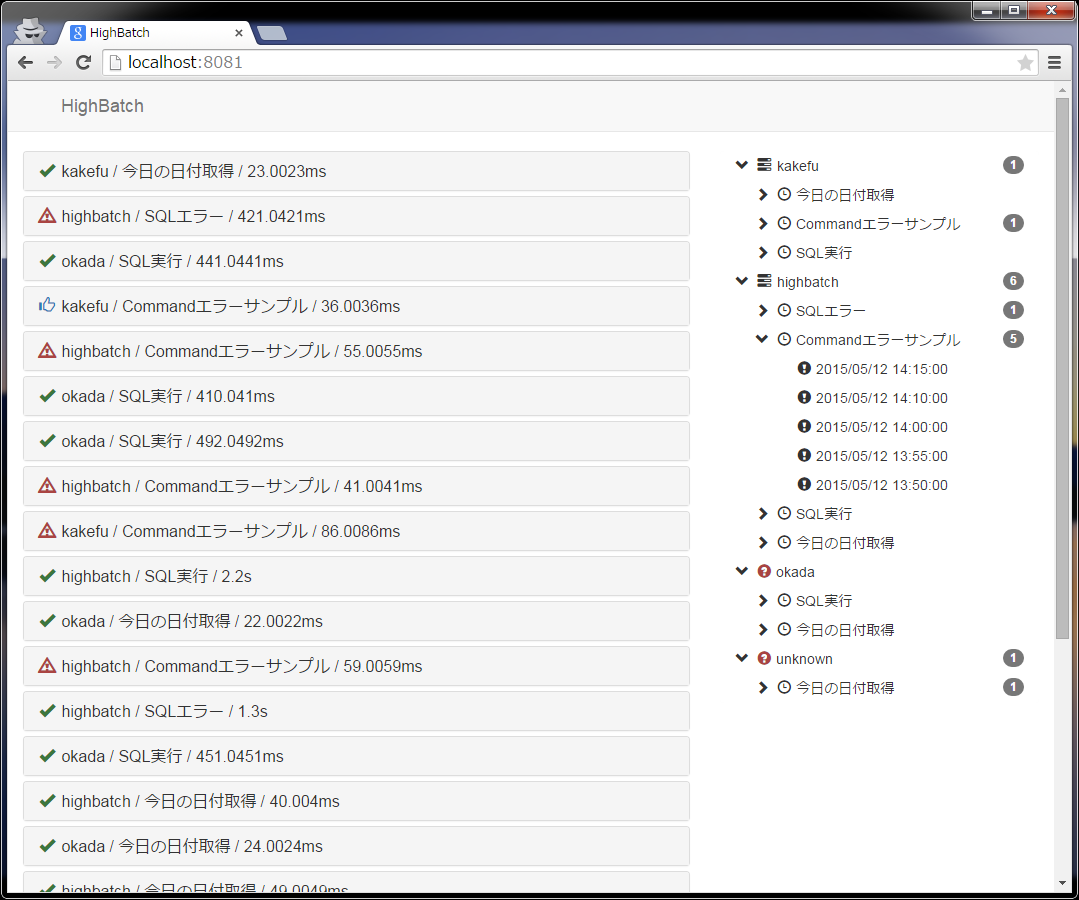 HighBatch
localhost:8081
HighBatch
kakefu / 今日の日付取得 / 23.0023ms
highbatch / SQLエラー / 421.0421ms
okada / SQL実行 / 441.0441ms
kakefu / Commandエラーサンプル / 36.0036ms
highbatch / Commandエラーサンプル / 55.0055ms
okada / SQL実行 / 410.041ms
okada / SQL実行 / 492.0492ms
highbatch / Commandエラーサンプル / 41.0041ms
kakefu / Commandエラーサンプル / 86.0086ms
highbatch / SQL実行 / 2.2s
okada / 今日の日付取得 / 22.0022ms
highbatch / Commandエラーサンプル / 59.0059ms
highbatch / SQLエラー / 1.3s
okada / SQL実行 / 451.0451ms
highbatch / 今日の日付取得 / 40.004ms
okada / 今日の日付取得 / 24.0024ms
highbatch / 今日の日付取得 / 49.0049ms
kakefu 1
今日の日付取得
Commandエラーサンプル 1
SQL実行
highbatch 6
SQLエラー 1
Commandエラーサンプル 5
2015/05/12 14:15:00
2015/05/12 14:10:00
2015/05/12 14:00:00
2015/05/12 13:55:00
2015/05/12 13:50:00
SQL実行
今日の日付取得
okada
SQL実行
今日の日付取得
unknown 1
今日の日付取得 1